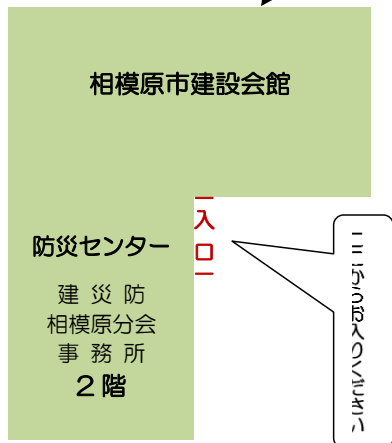 相模原市建設会館
入口
防災センター
建災防
相模原分会
事務所
2階
ここからお入りください